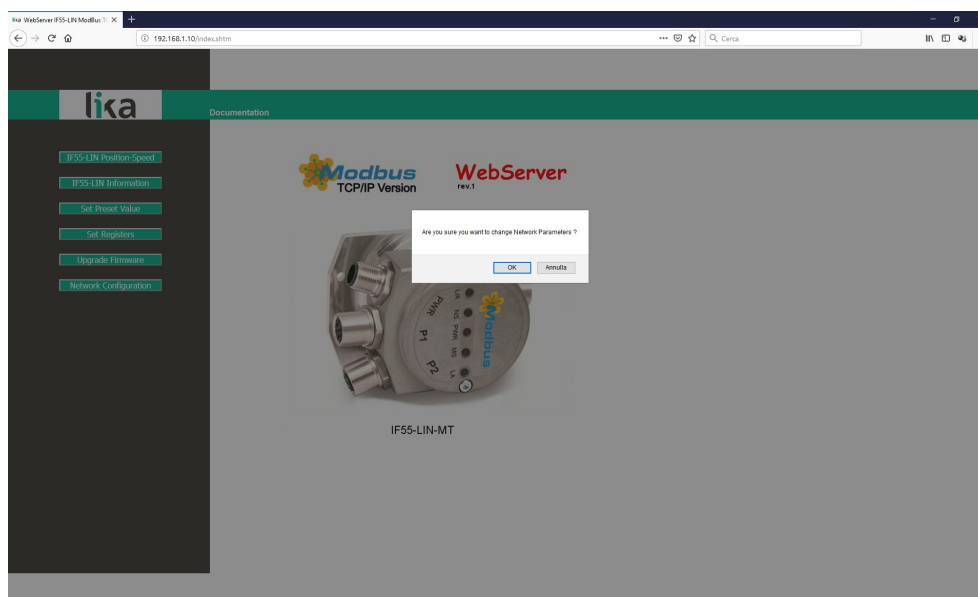 lika WebServer IF55-LIN ModBus TC
192.168.1.10/index.shtm
Cerca
lika
Documentation
IF55-LIN Position-Speed
IF55-LIN Information
Set Preset Value
Set Registers
Upgrade Firmware
Network Configuration
Modbus
TCP/IP Version
WebServer
rev.1
Are you sure you want to change Network Parameters ?
OK
Annulla
PWR
P1
P2
L/A
NS
PWR
MS
L/A
Modbus
IF55-LIN-MT